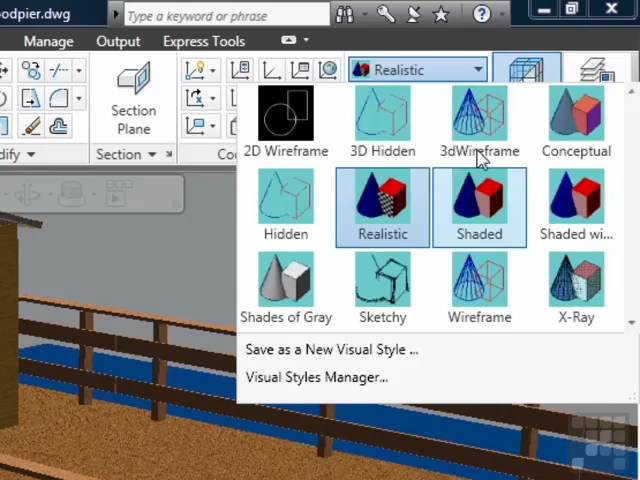 oodpier.dwg
Type a keyword or phrase
Manage Output Express Tools
Realistic
Section Plane
dify Section Coo
2D Wireframe 3D Hidden 3dWireframe Conceptual
Hidden Realistic Shaded Shaded wi...
Shades of Gray Sketchy Wireframe X-Ray
Save as a New Visual Style ...
Visual Styles Manager...